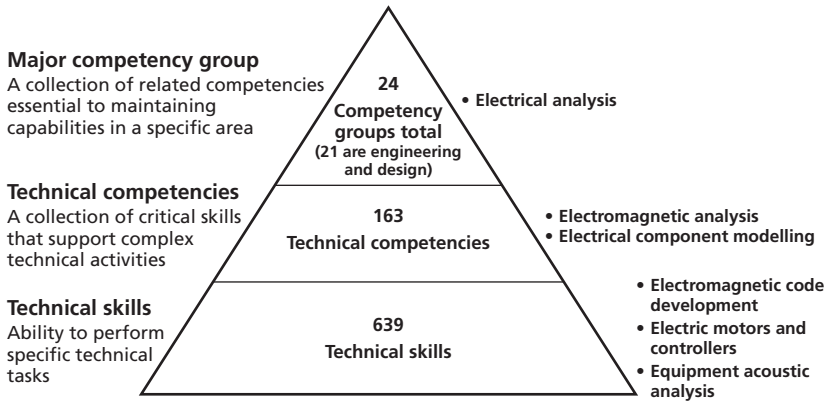 Major competency group
A collection of related competencies
essential to maintaining
capabilities in a specific area
24
Competency
groups total
(21 are engineering
and design)
• Electrical analysis
Technical competencies
A collection of critical skills
that support complex
technical activities
163
Technical competencies
• Electromagnetic analysis
• Electrical component modelling
Technical skills
Ability to perform
specific technical
tasks
639
Technical skills
• Electromagnetic code
development
• Electric motors and
controllers
• Equipment acoustic
analysis